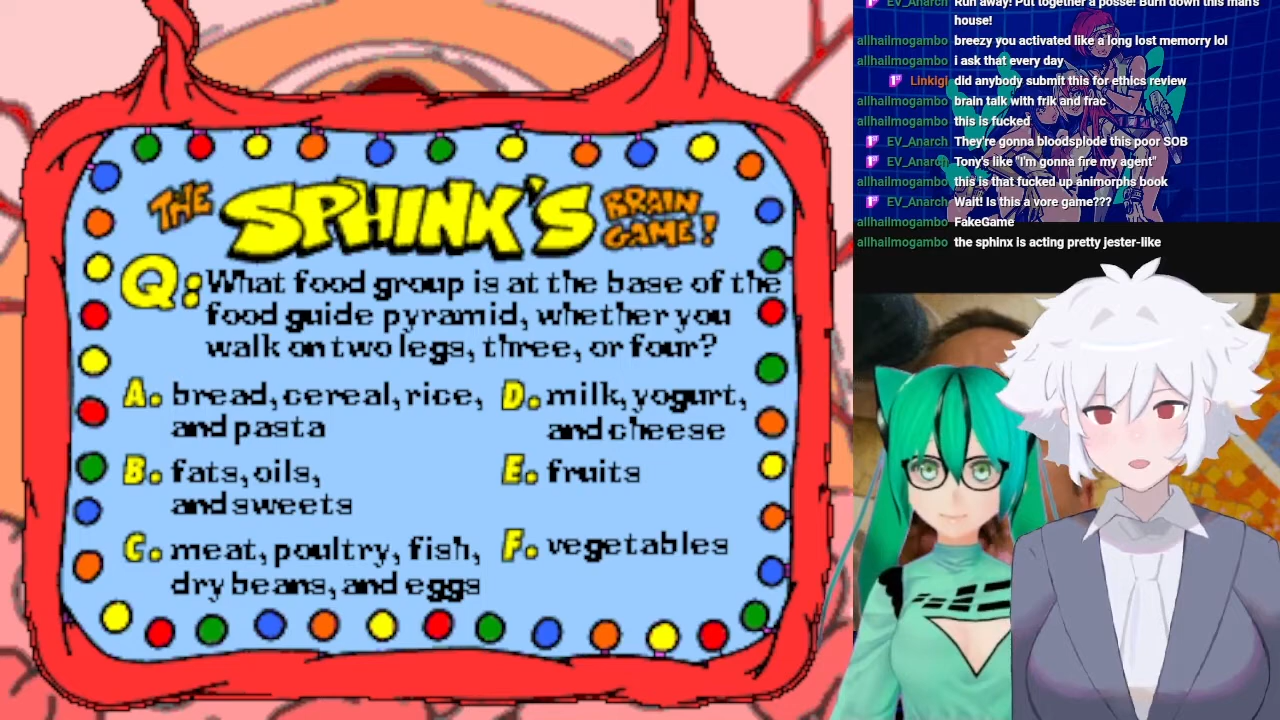 THE SPHINK'S BRAIN GAME!
Q: What food group is at the base of the
food guide pyramid, whether you
walk on two legs, three, or four?
A. bread, cereal, rice,
and pasta
B. fats, oils,
and sweets
C. meat, poultry, fish,
dry beans, and eggs
D. milk, yogurt,
and cheese
E. fruits
F. vegetables
EV_Anarch Run away! Put together a posse! Burn down this man's
house!
allhailmogambo breezy you activated like a long lost memorry lol
allhailmogambo i ask that every day
Linkigi did anybody submit this for ethics review
allhailmogambo brain talk with frik and frac
allhailmogambo this is fucked
EV_Anarch They're gonna bloodsplode this poor SOB
EV_Anarch Tony's like "I'm gonna fire my agent"
allhailmogambo this is that fucked up animorphs book
EV_Anarch Wait! Is this a vore game???
allhailmogambo FakeGame
allhailmogambo the sphinx is acting pretty jester-like